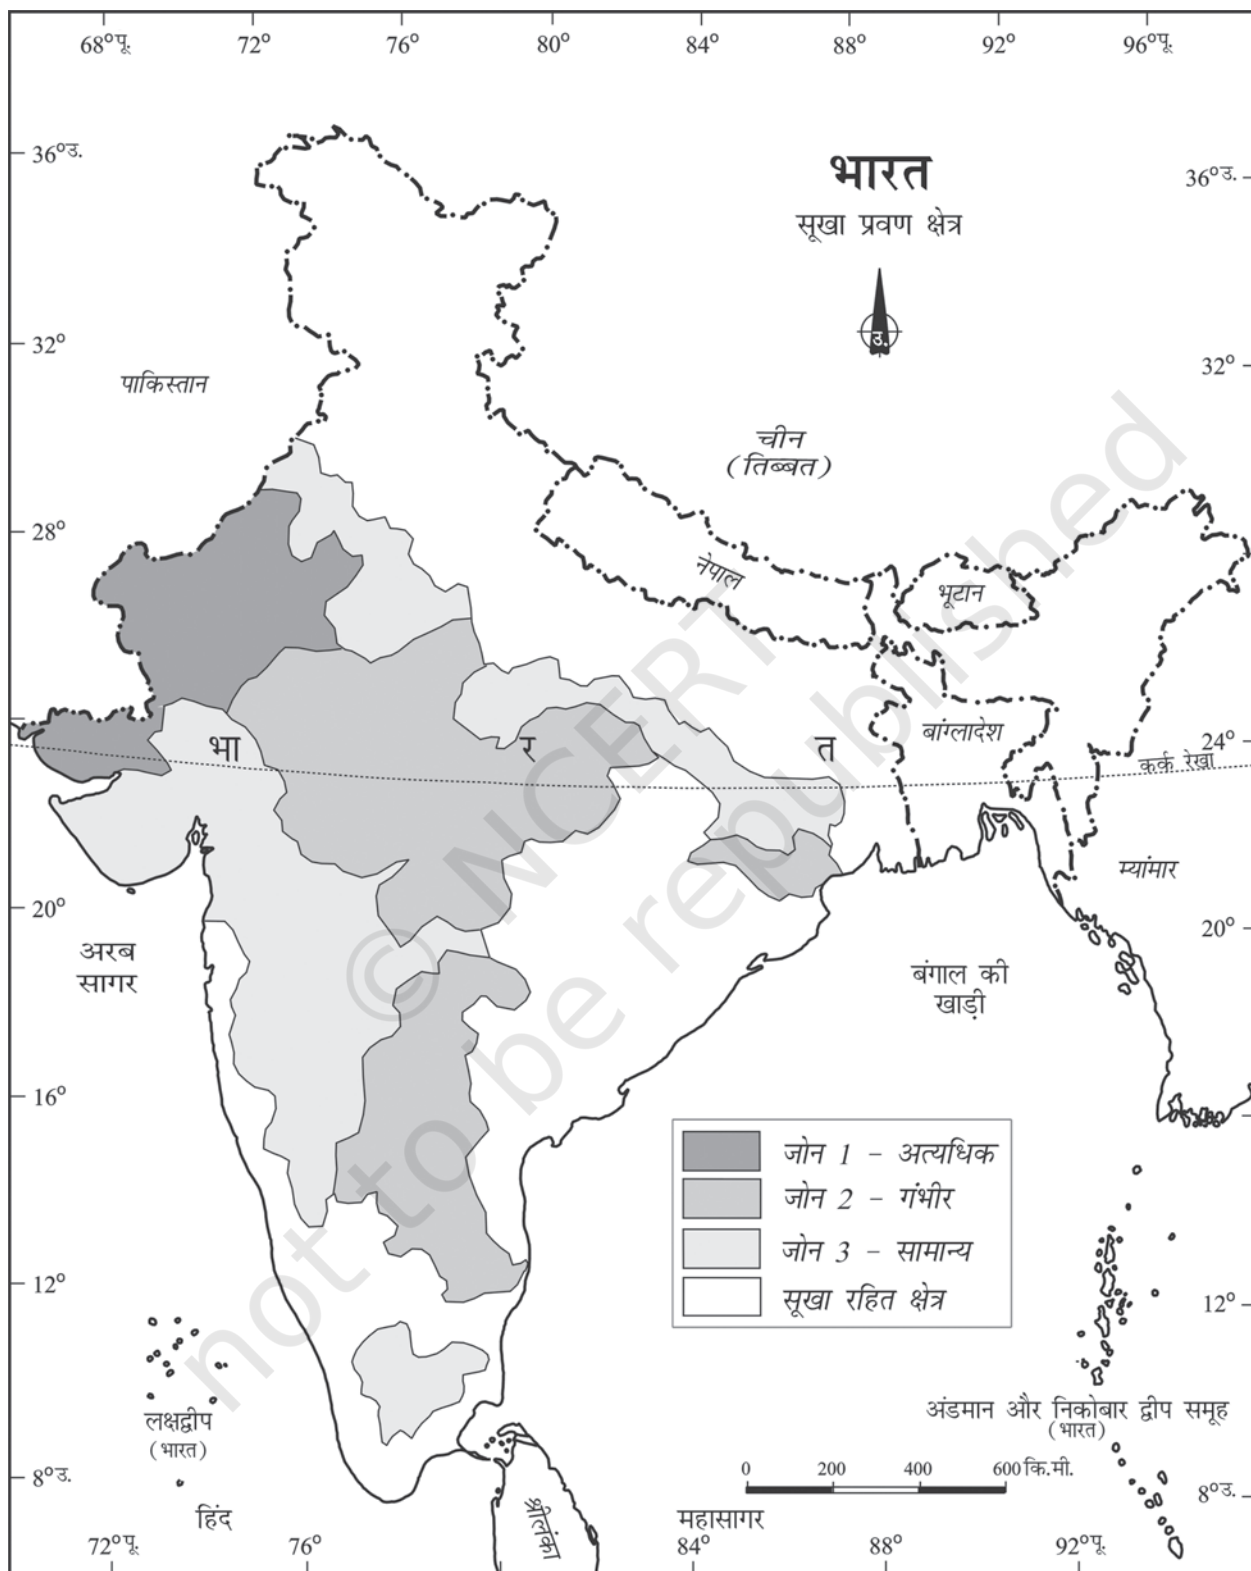 68°पू. 72° 76° 80° 84° 88° 92° 96°पू.
36°उ.
भारत
36°उ.
सूखा प्रवण क्षेत्र
उ.
32°
32°
पाकिस्तान
चीन
(तिब्बत)
28°
नेपाल
भूटान
भा र त
बांग्लादेश
24°
कर्क रेखा
म्यांमार
20°
20°
अरब
सागर
बंगाल की
खाड़ी
16°
जोन 1 - अत्यधिक
जोन 2 - गंभीर
जोन 3 - सामान्य
सूखा रहित क्षेत्र
12°
12°
लक्षद्वीप
(भारत)
अंडमान और निकोबार द्वीप समूह
(भारत)
0 200 400 600 कि.मी.
8°उ.
8°उ.
हिंद
श्रीलंका
महासागर
72°पू. 76° 84° 88° 92°पू.
© NCERT
not to be republished